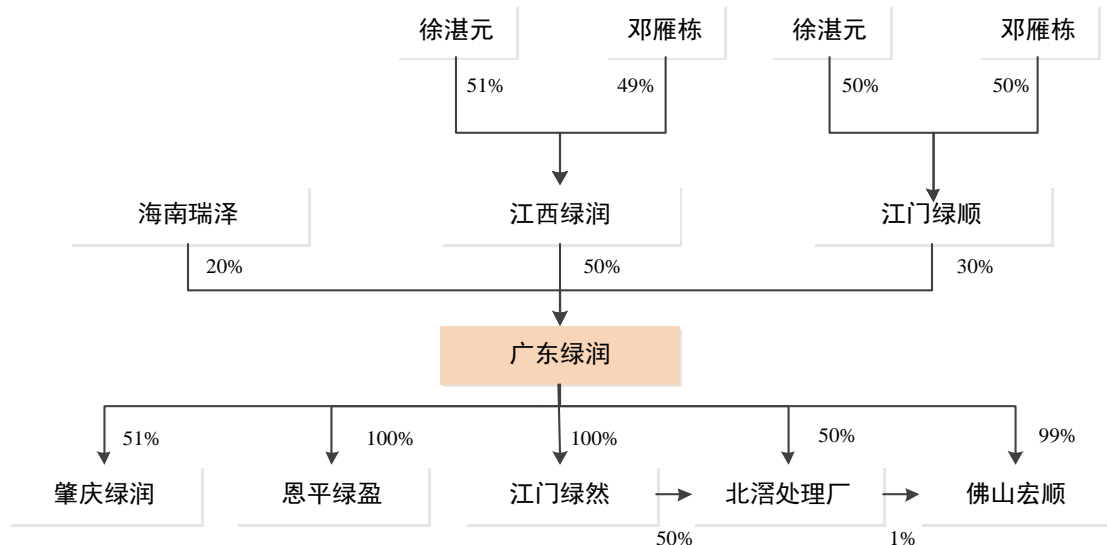 徐湛元
邓雁栋
徐湛元
邓雁栋
51%
49%
50%
50%
海南瑞泽
江西绿润
江门绿顺
20%
50%
30%
广东绿润
51%
100%
100%
50%
99%
肇庆绿润
恩平绿盈
江门绿然
北滘处理厂
佛山宏顺
50%
1%